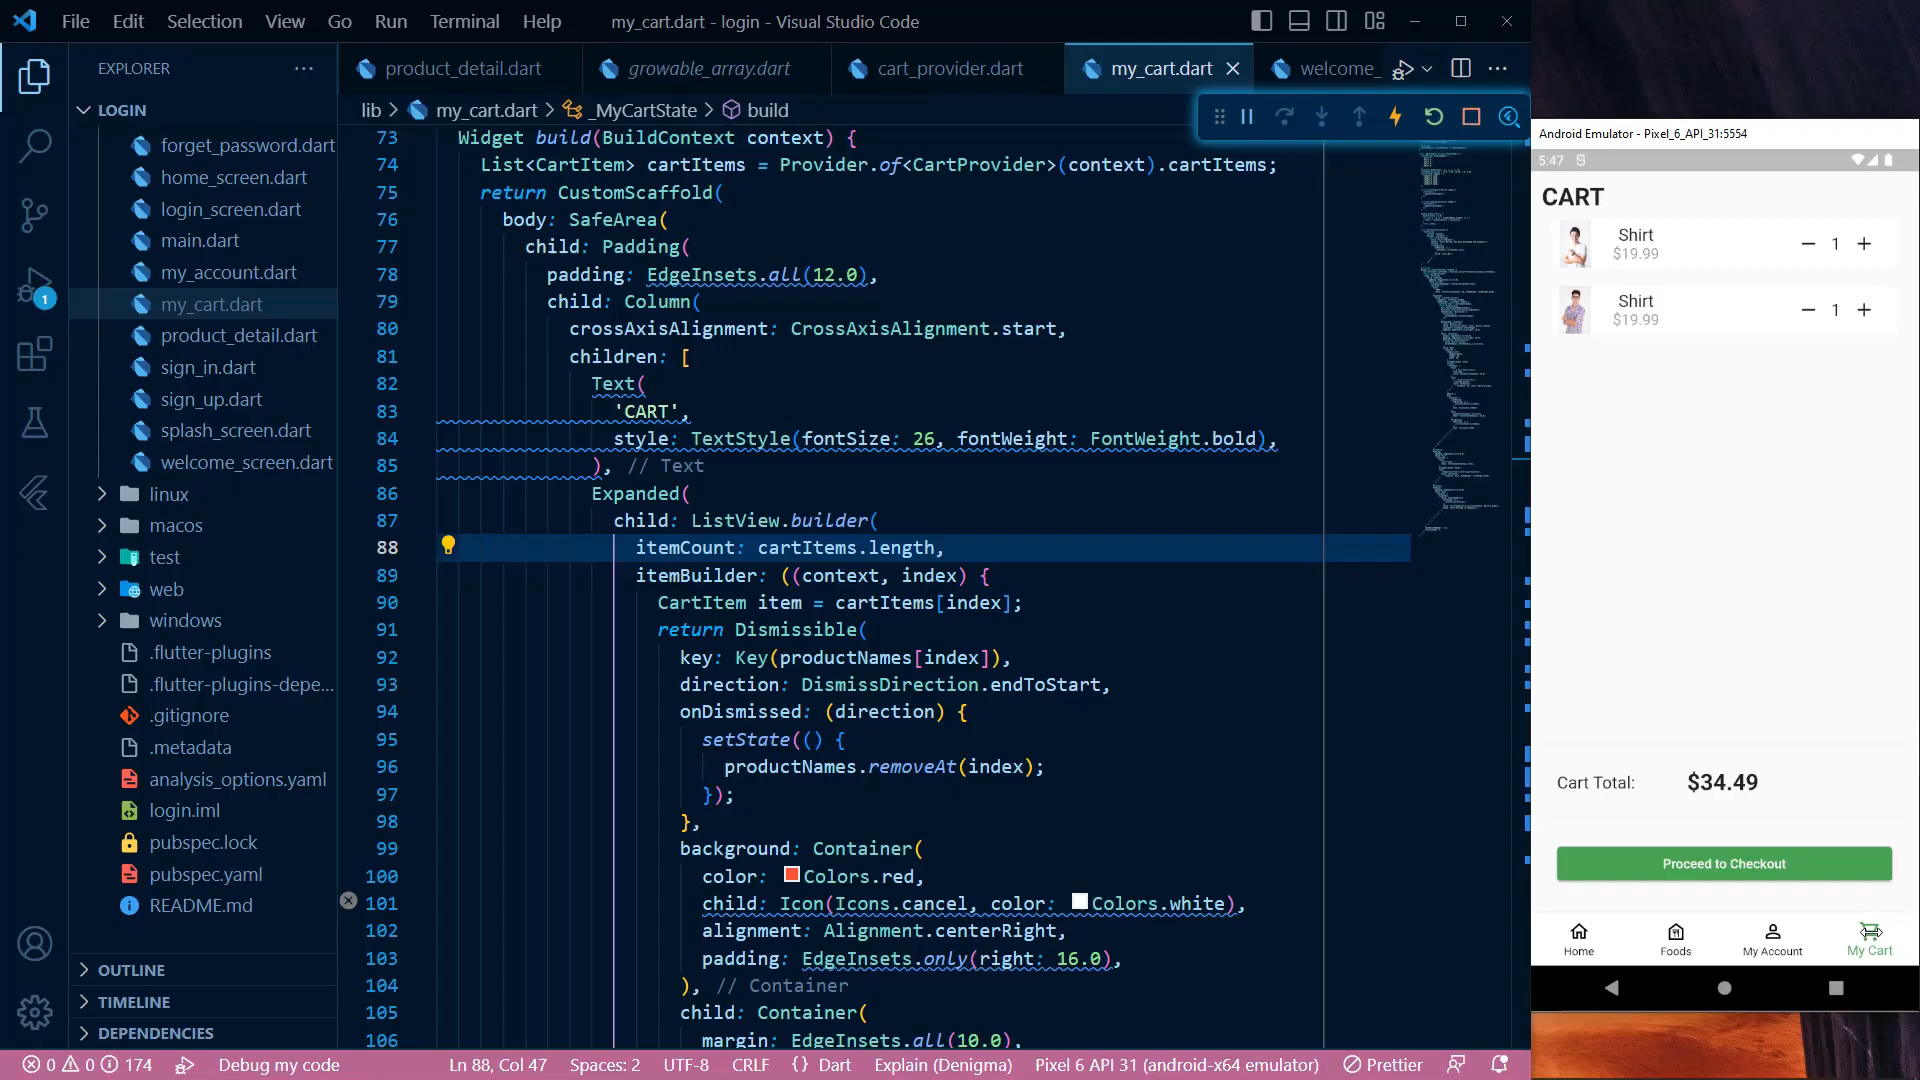 File Edit Selection View Go Run Terminal Help my_cart.dart - login - Visual Studio Code
EXPLORER
LOGIN
forget_password.dart
home_screen.dart
login_screen.dart
main.dart
my_account.dart
my_cart.dart
product_detail.dart
sign_in.dart
sign_up.dart
splash_screen.dart
welcome_screen.dart
linux
macos
test
web
windows
.flutter-plugins
.flutter-plugins-depe...
.gitignore
.metadata
analysis_options.yaml
login.iml
pubspec.lock
pubspec.yaml
README.md
OUTLINE
TIMELINE
DEPENDENCIES
1
product_detail.dart growable_array.dart cart_provider.dart my_cart.dart welcome_
lib > my_cart.dart > _MyCartState > build
73 Widget build(BuildContext context) {
74 List<CartItem> cartItems = Provider.of<CartProvider>(context).cartItems;
75 return CustomScaffold(
76 body: SafeArea(
77 child: Padding(
78 padding: EdgeInsets.all(12.0),
79 child: Column(
80 crossAxisAlignment: CrossAxisAlignment.start,
81 children: [
82 Text(
83 'CART',
84 style: TextStyle(fontSize: 26, fontWeight: FontWeight.bold),
85 ), // Text
86 Expanded(
87 child: ListView.builder(
88 itemCount: cartItems.length,
89 itemBuilder: ((context, index) {
90 CartItem item = cartItems[index];
91 return Dismissible(
92 key: Key(productNames[index]),
93 direction: DismissDirection.endToStart,
94 onDismissed: (direction) {
95 setState(() {
96 productNames.removeAt(index);
97 });
98 },
99 background: Container(
100 color: Colors.red,
101 child: Icon(Icons.cancel, color: Colors.white),
102 alignment: Alignment.centerRight,
103 padding: EdgeInsets.only(right: 16.0),
104 ), // Container
105 child: Container(
106 margin: EdgeInsets.all(10.0),
0 0 174 Debug my code Ln 88, Col 47 Spaces: 2 UTF-8 CRLF {} Dart Explain (Denigma) Pixel 6 API 31 (android-x64 emulator) Prettier
Android Emulator - Pixel_6_API_31:5554
5:47
CART
Shirt
$19.99
1
Shirt
$19.99
1
Cart Total: $34.49
Proceed to Checkout
Home Foods My Account My Cart